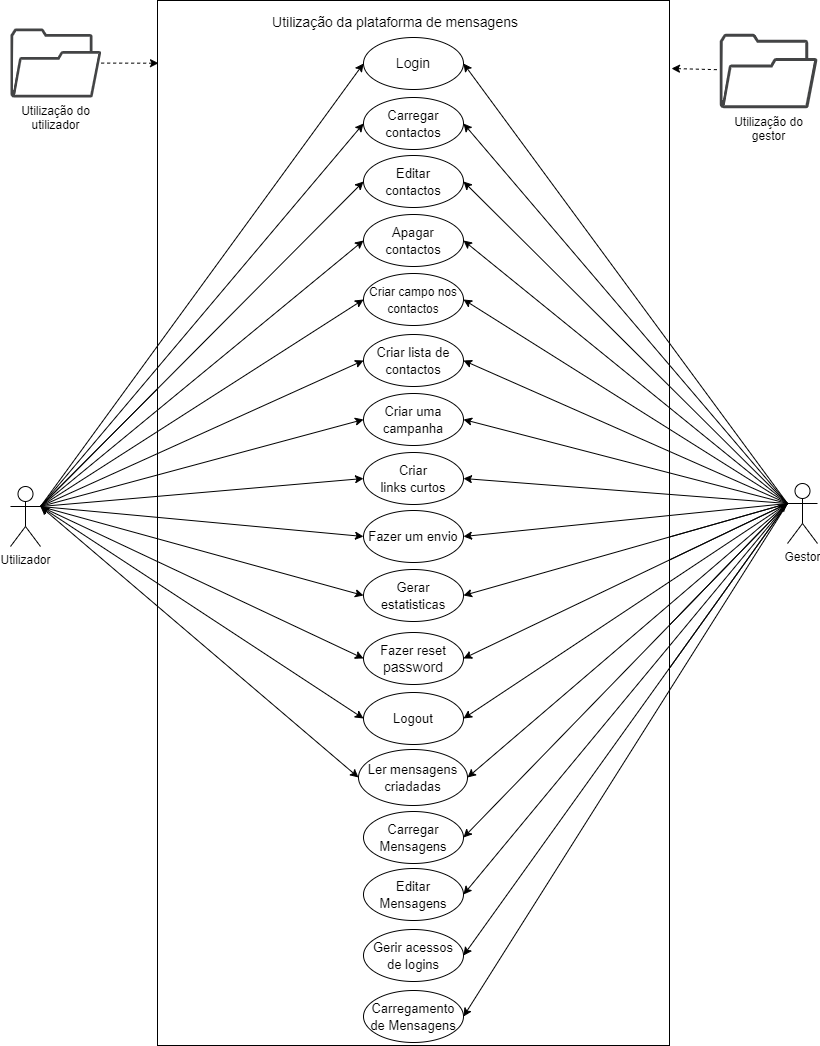 Utilização da plataforma de mensagens
Utilização do
utilizador
Utilização do
gestor
Login
Carregar
contactos
Editar
contactos
Apagar
contactos
Criar campo nos
contactos
Criar lista de
contactos
Criar uma
campanha
Criar
links curtos
Fazer um envio
Gerar
estatisticas
Fazer reset
password
Logout
Ler mensagens
criadadas
Carregar
Mensagens
Editar
Mensagens
Gerir acessos
de logins
Carregamento
de Mensagens
Utilizador
Gestor